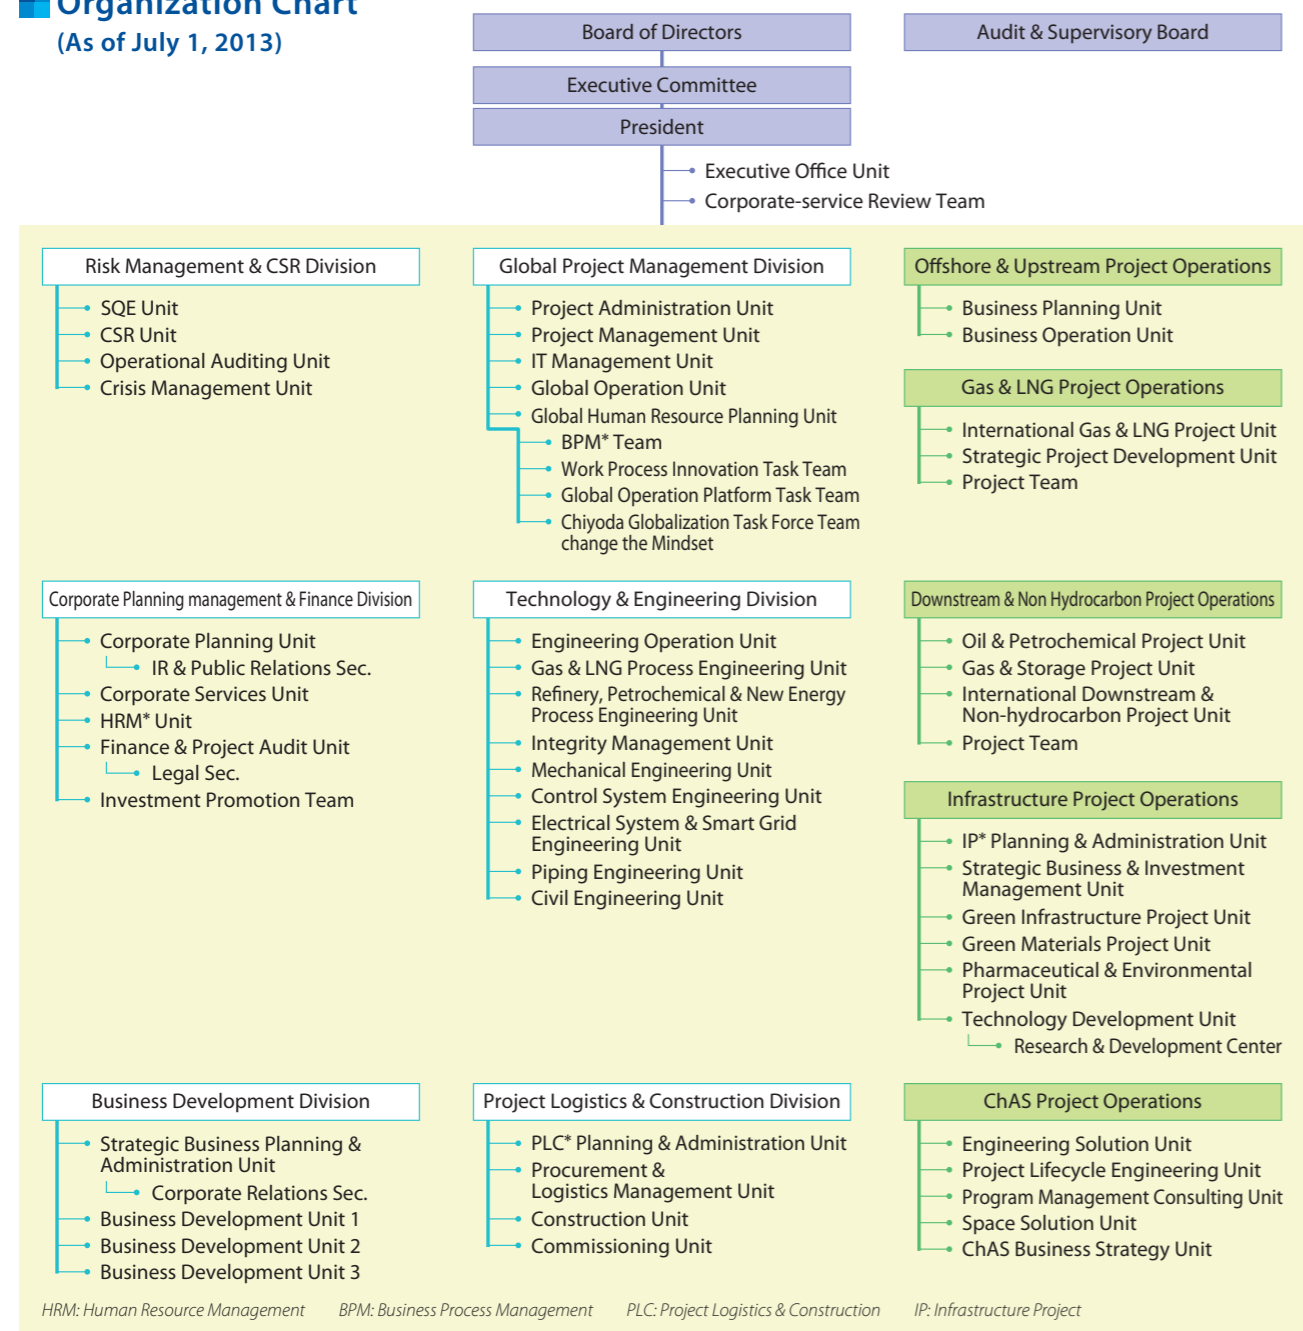 Organization Chart
(As of July 1, 2013)
Board of Directors
Audit & Supervisory Board
Executive Committee
President
Executive Office Unit
Corporate-service Review Team
Risk Management & CSR Division
SQE Unit
CSR Unit
Operational Auditing Unit
Crisis Management Unit
Global Project Management Division
Project Administration Unit
Project Management Unit
IT Management Unit
Global Operation Unit
Global Human Resource Planning Unit
BPM* Team
Work Process Innovation Task Team
Global Operation Platform Task Team
Chiyoda Globalization Task Force Team
change the Mindset
Offshore & Upstream Project Operations
Business Planning Unit
Business Operation Unit
Gas & LNG Project Operations
International Gas & LNG Project Unit
Strategic Project Development Unit
Project Team
Corporate Planning management & Finance Division
Corporate Planning Unit
IR & Public Relations Sec.
Corporate Services Unit
HRM* Unit
Finance & Project Audit Unit
Legal Sec.
Investment Promotion Team
Technology & Engineering Division
Engineering Operation Unit
Gas & LNG Process Engineering Unit
Refinery, Petrochemical & New Energy
Process Engineering Unit
Integrity Management Unit
Mechanical Engineering Unit
Control System Engineering Unit
Electrical System & Smart Grid
Engineering Unit
Piping Engineering Unit
Civil Engineering Unit
Downstream & Non Hydrocarbon Project Operations
Oil & Petrochemical Project Unit
Gas & Storage Project Unit
International Downstream &
Non-hydrocarbon Project Unit
Project Team
Infrastructure Project Operations
IP* Planning & Administration Unit
Strategic Business & Investment
Management Unit
Green Infrastructure Project Unit
Green Materials Project Unit
Pharmaceutical & Environmental
Project Unit
Technology Development Unit
Research & Development Center
Business Development Division
Strategic Business Planning &
Administration Unit
Corporate Relations Sec.
Business Development Unit 1
Business Development Unit 2
Business Development Unit 3
Project Logistics & Construction Division
PLC* Planning & Administration Unit
Procurement &
Logistics Management Unit
Construction Unit
Commissioning Unit
ChAS Project Operations
Engineering Solution Unit
Project Lifecycle Engineering Unit
Program Management Consulting Unit
Space Solution Unit
ChAS Business Strategy Unit
HRM: Human Resource Management BPM: Business Process Management PLC: Project Logistics & Construction IP: Infrastructure Project